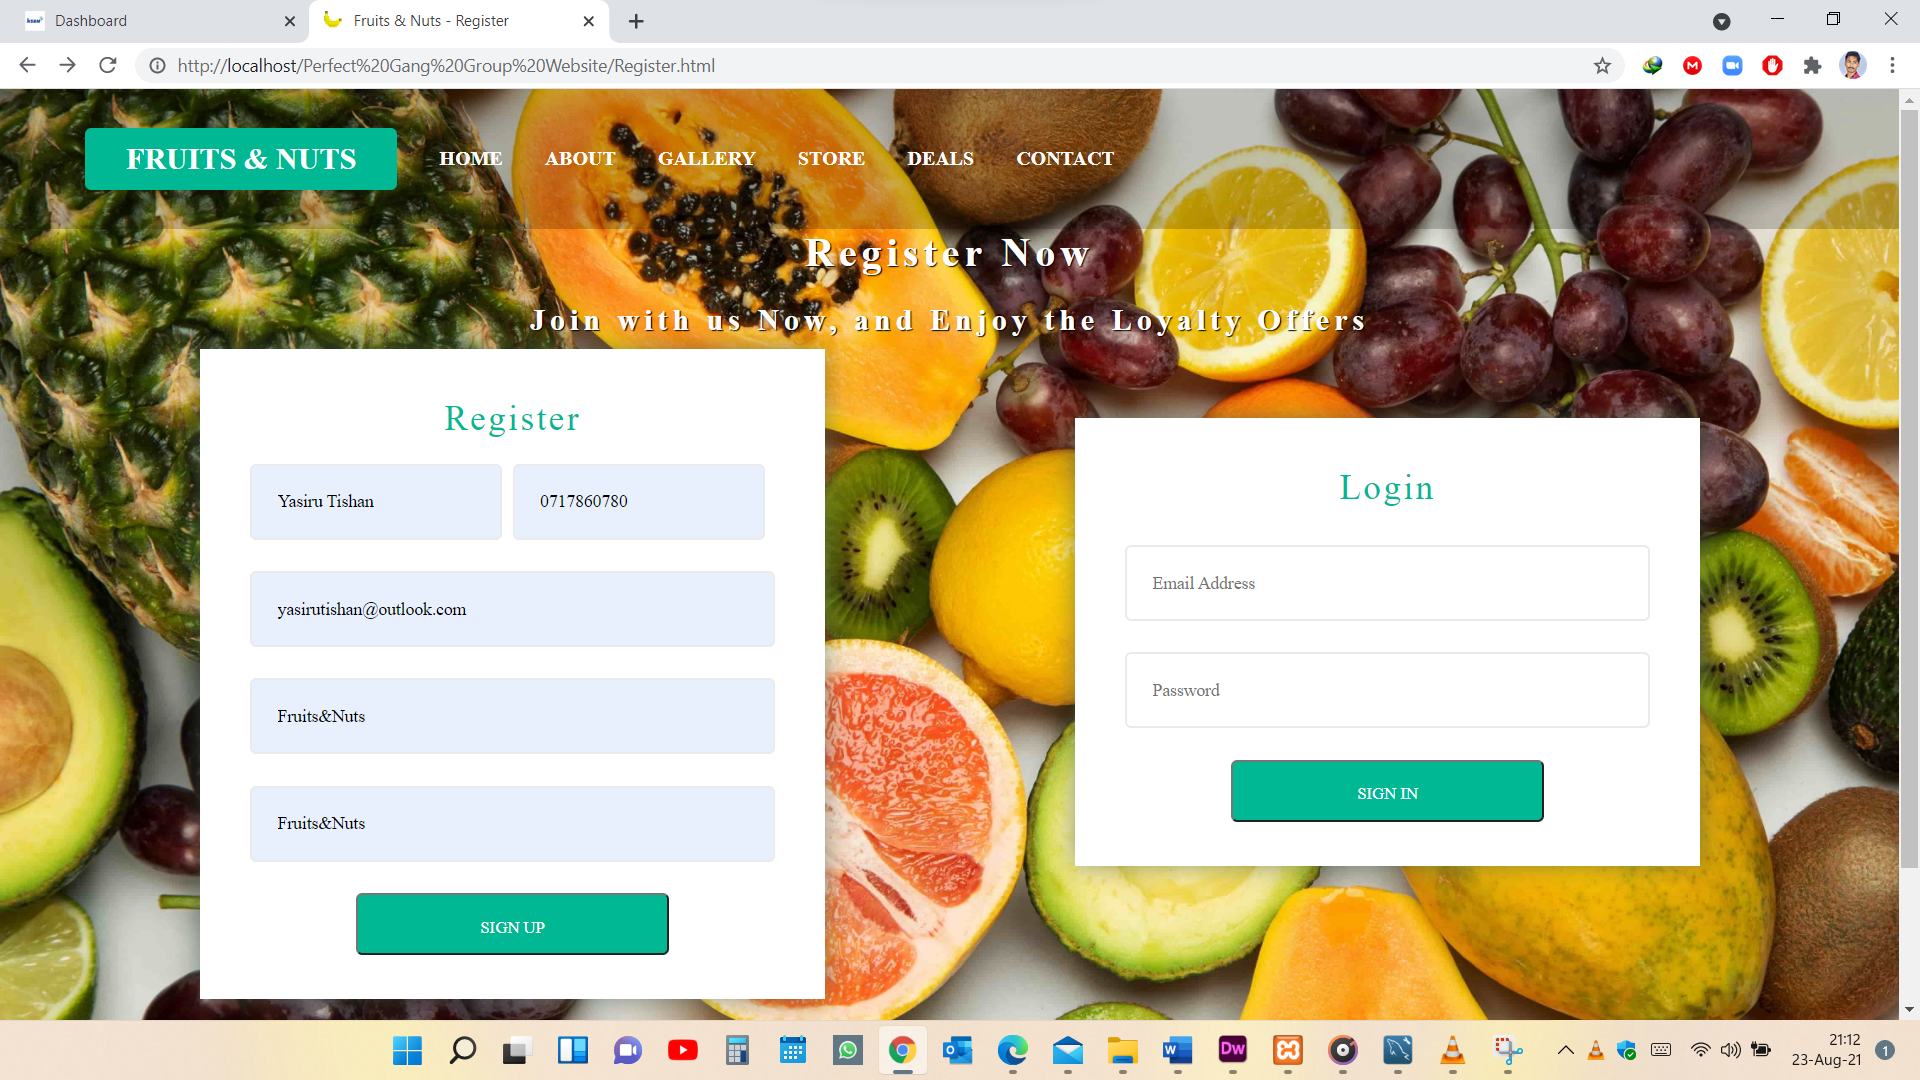 Dashboard
Fruits & Nuts - Register
http://localhost/Perfect%20Gang%20Group%20Website/Register.html
FRUITS & NUTS
HOME
ABOUT
GALLERY
STORE
DEALS
CONTACT
Register Now
Join with us Now, and Enjoy the Loyalty Offers
Register
Yasiru Tishan
0717860780
yasirutishan@outlook.com
Fruits&Nuts
Fruits&Nuts
SIGN UP
Login
Email Address
Password
SIGN IN
Dw
21:12
23-Aug-21
1